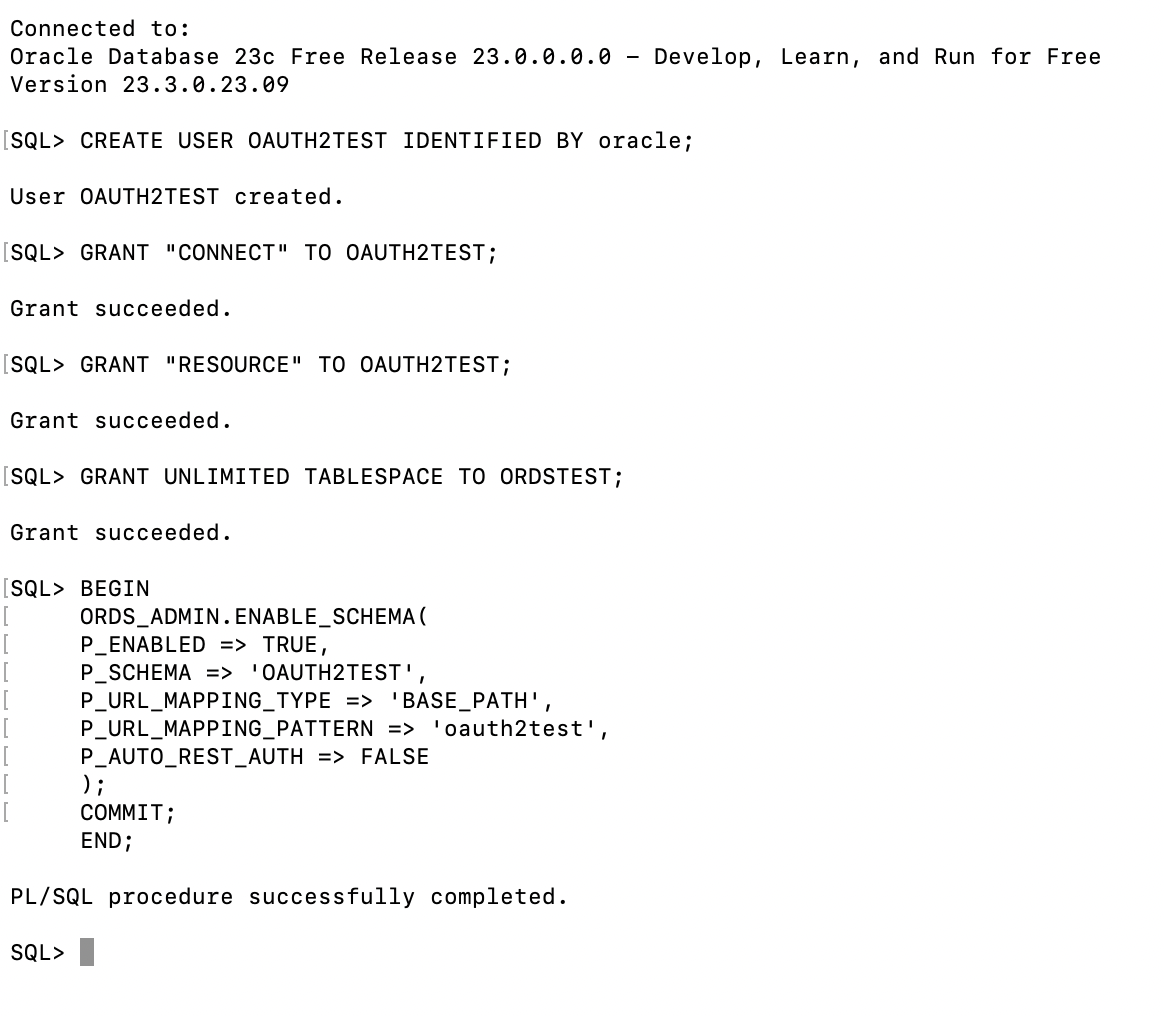 Connected to:
Oracle Database 23c Free Release 23.0.0.0.0 – Develop, Learn, and Run for Free
Version 23.3.0.23.09
[SQL> CREATE USER OAUTH2TEST IDENTIFIED BY oracle;
User OAUTH2TEST created.
[SQL> GRANT "CONNECT" TO OAUTH2TEST;
Grant succeeded.
[SQL> GRANT "RESOURCE" TO OAUTH2TEST;
Grant succeeded.
[SQL> GRANT UNLIMITED TABLESPACE TO ORDSTEST;
Grant succeeded.
[SQL> BEGIN
[     ORDS_ADMIN.ENABLE_SCHEMA(
[     P_ENABLED => TRUE,
[     P_SCHEMA => 'OAUTH2TEST',
[     P_URL_MAPPING_TYPE => 'BASE_PATH',
[     P_URL_MAPPING_PATTERN => 'oauth2test',
[     P_AUTO_REST_AUTH => FALSE
[     );
[     COMMIT;
     END;
PL/SQL procedure successfully completed.
SQL>